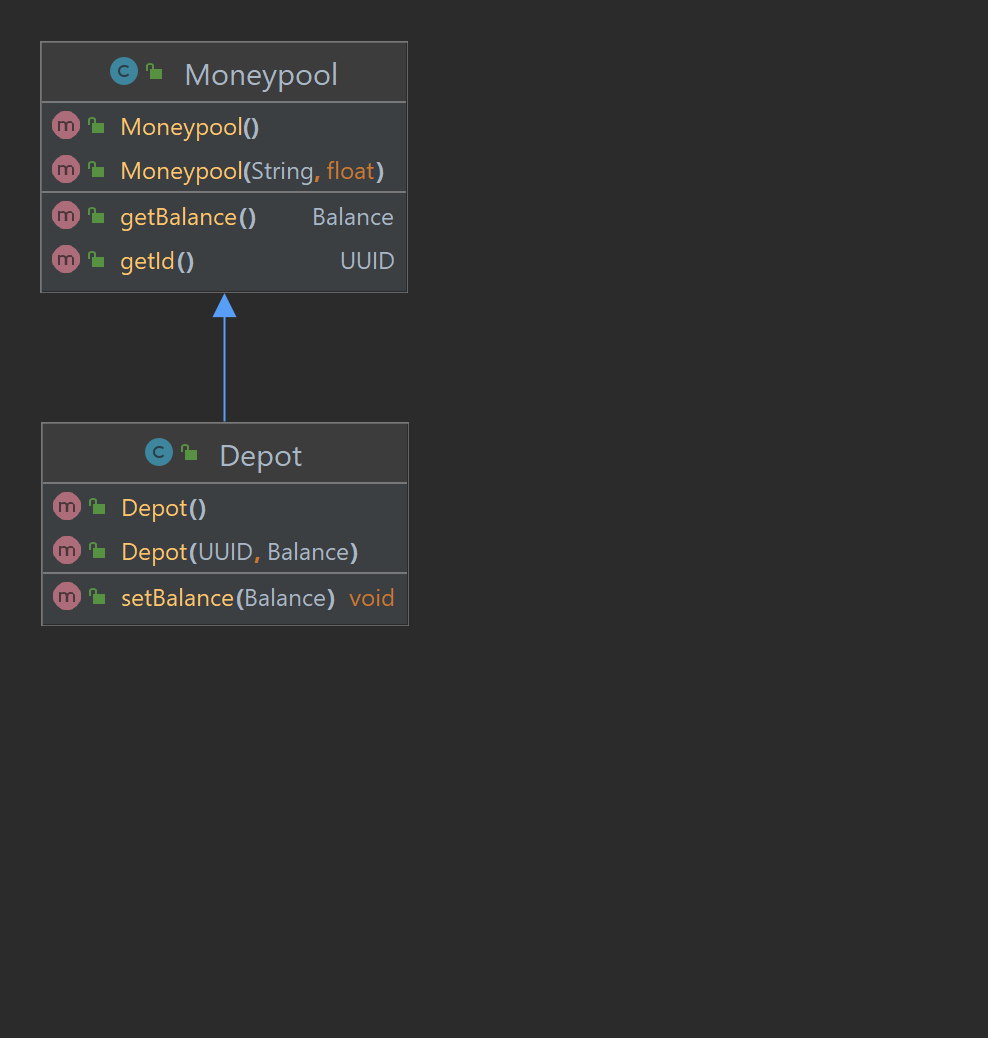 C Moneypool
m Moneypool()
m Moneypool(String, float)
m getBalance() Balance
m getId() UUID
C Depot
m Depot()
m Depot(UUID, Balance)
m setBalance(Balance) void